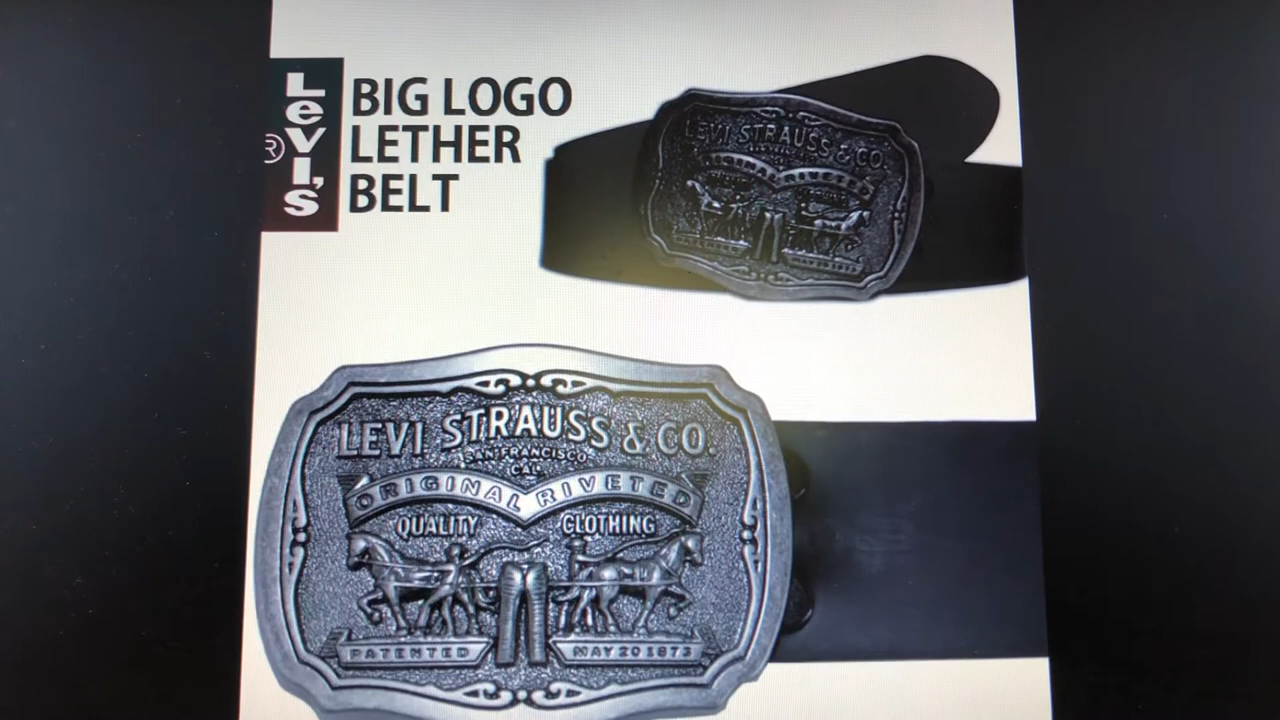 Levi's
®
BIG LOGO
LETHER
BELT
LEVI STRAUSS & CO.
ORIGINAL RIVETED
PATENTED
LEVI STRAUSS & CO.
SAN FRANCISCO
CAL
ORIGINAL RIVETED
QUALITY CLOTHING
PATENTED MAY 20 1873